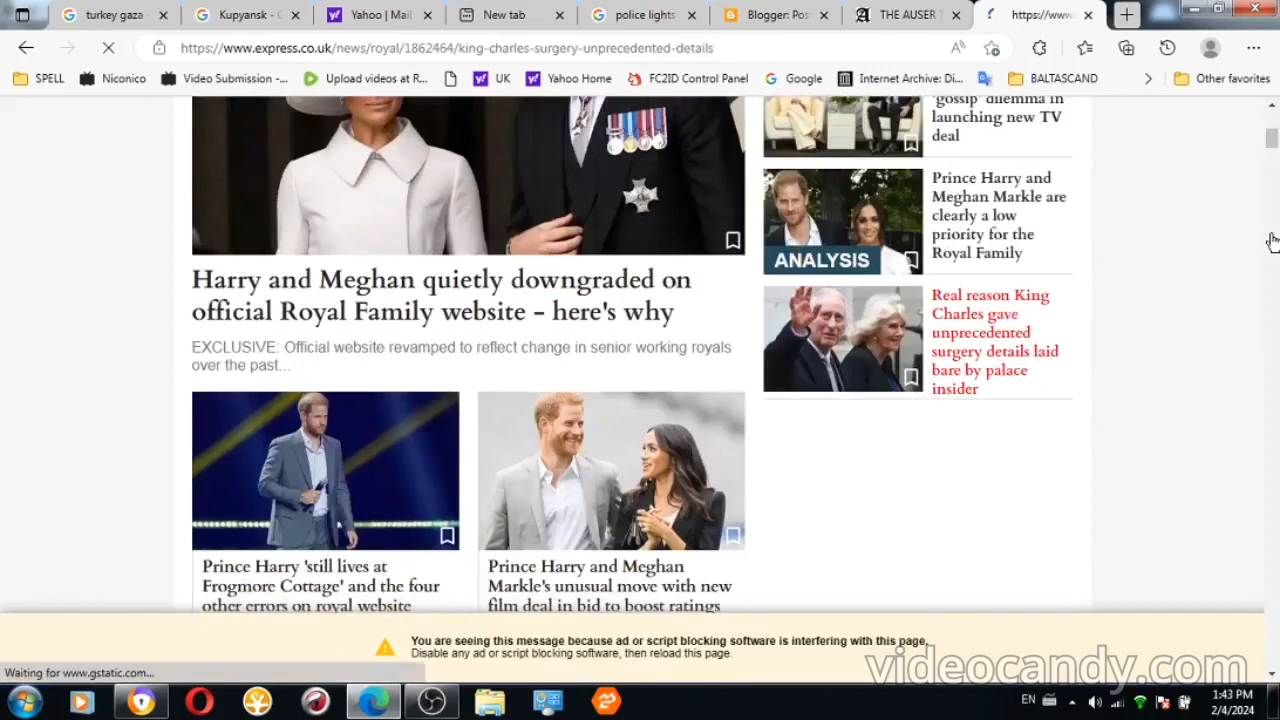 turkey gaza
Kupyansk -
Yahoo | Mail
New tab
police lights
Blogger: Pos
THE AUSER
https://www
https://www.express.co.uk/news/royal/1862464/king-charles-surgery-unprecedented-details
SPELL
Niconico
Video Submission -...
Upload videos at R...
UK
Yahoo Home
FC2ID Control Panel
Google
Internet Archive: Di...
BALTASCAND
Other favorites
Harry and Meghan quietly downgraded on
official Royal Family website - here's why
EXCLUSIVE: Official website revamped to reflect change in senior working royals
over the past...
Prince Harry 'still lives at
Frogmore Cottage' and the four
other errors on royal website
Prince Harry and Meghan
Markle's unusual move with new
film deal in bid to boost ratings
'gossip' dilemma in
launching new TV
deal
ANALYSIS
Prince Harry and
Meghan Markle are
clearly a low
priority for the
Royal Family
Real reason King
Charles gave
unprecedented
surgery details laid
bare by palace
insider
You are seeing this message because ad or script blocking software is interfering with this page.
Disable any ad or script blocking software, then reload this page.
Waiting for www.gstatic.com...
videocandy.com
EN
1:43 PM
2/4/2024